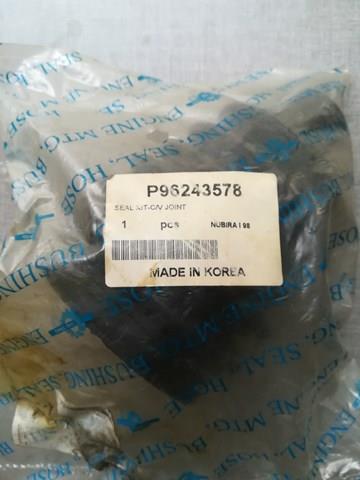 P96243578
SEAL KIT-C/V JOINT
1 pcs NUBIRA I 98
MADE IN KOREA
SEAL, HOSE
ENGINE MTG. SEAL, HOSE
BUSHING
ENGINE MTG.
BUSHING SEAL